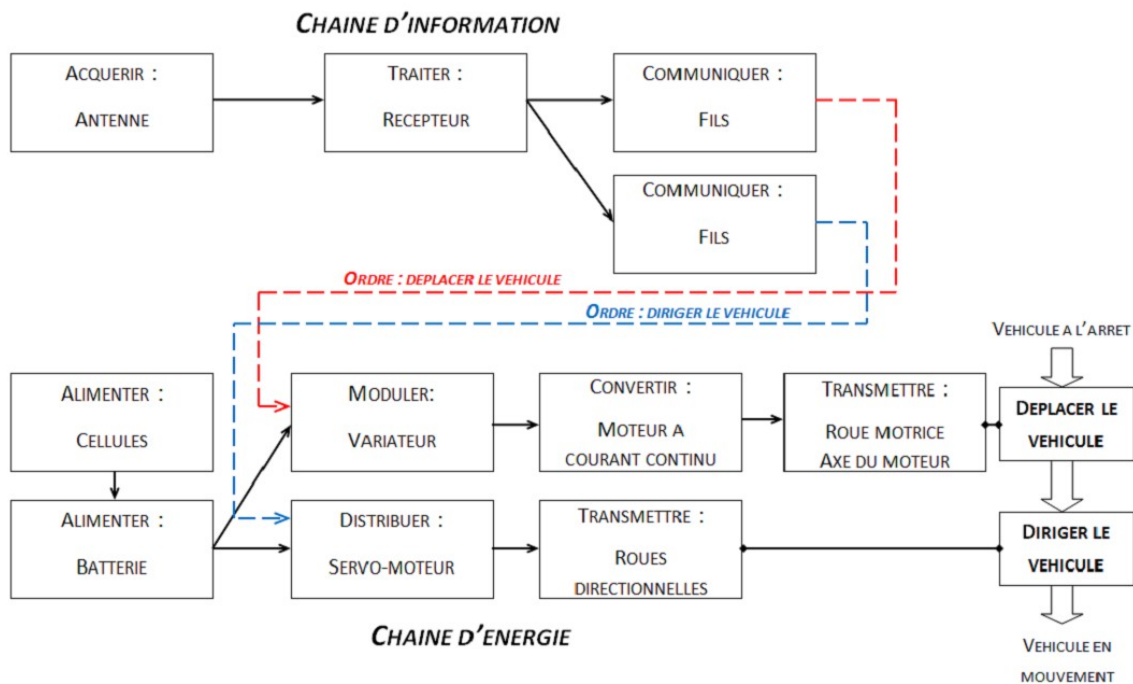 CHAINE D'INFORMATION
ACQUERIR :
ANTENNE
TRAITER :
RECEPTEUR
COMMUNIQUER :
FILS
COMMUNIQUER :
FILS
ORDRE : DEPLACER LE VEHICULE
ORDRE : DIRIGER LE VEHICULE
VEHICULE A L'ARRET
ALIMENTER :
CELLULES
MODULER:
VARIATEUR
CONVERTIR :
MOTEUR A
COURANT CONTINU
TRANSMETTRE :
ROUE MOTRICE
AXE DU MOTEUR
DEPLACER LE
VEHICULE
ALIMENTER :
BATTERIE
DISTRIBUER :
SERVO-MOTEUR
TRANSMETTRE :
ROUES
DIRECTIONNELLES
DIRIGER LE
VEHICULE
CHAINE D'ENERGIE
VEHICULE EN
MOUVEMENT